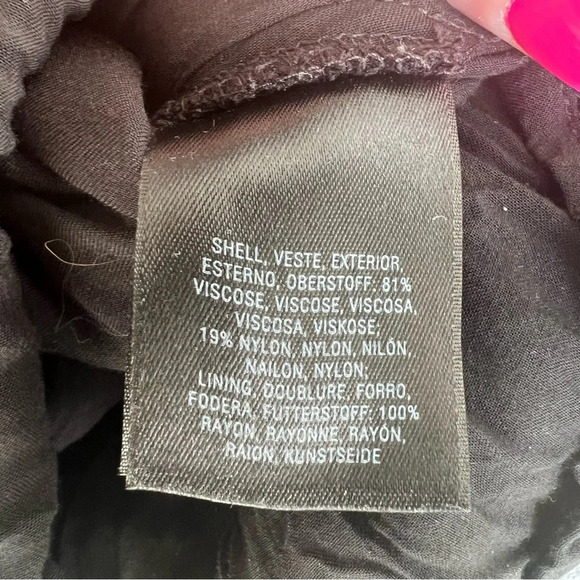 SHELL, VESTE, EXTERIOR,
ESTERNO, OBERSTOFF: 81%
VISCOSE, VISCOSE, VISCOSA,
VISCOSA, VISKOSE;
19% NYLON, NYLON, NILÓN,
NAILON, NYLON;
LINING, DOUBLURE, FORRO,
FODERA, FUTTERSTOFF: 100%
RAYON, RAYONNE, RAYÓN,
RAION, KUNSTSEIDE